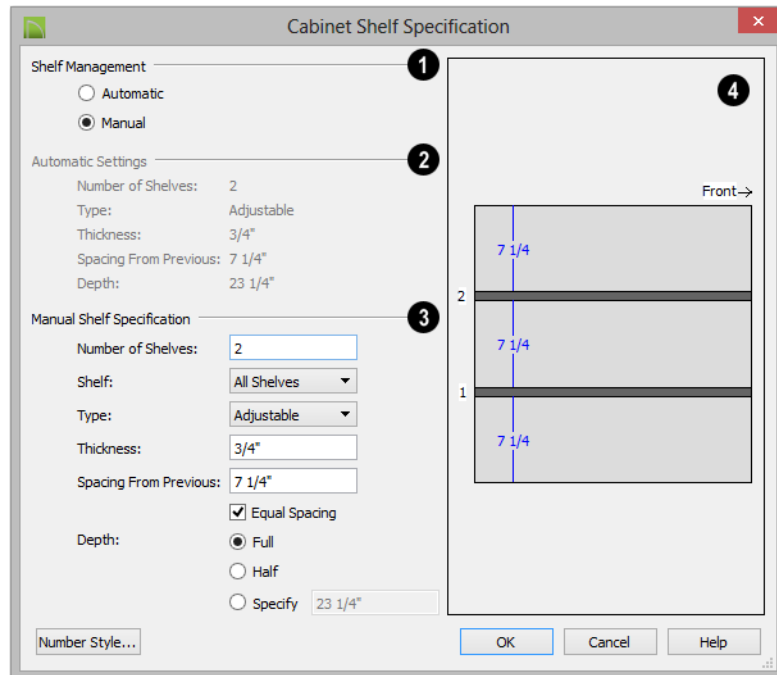 Cabinet Shelf Specification
Shelf Management
1
Automatic
Manual
Automatic Settings
2
Number of Shelves: 2
Type: Adjustable
Thickness: 3/4"
Spacing From Previous: 7 1/4"
Depth: 23 1/4"
Manual Shelf Specification
3
Number of Shelves: 2
Shelf: All Shelves
Type: Adjustable
Thickness: 3/4"
Spacing From Previous: 7 1/4"
Equal Spacing
Depth: Full
Half
Specify 23 1/4"
4
Front→
7 1/4
2
7 1/4
1
7 1/4
Number Style...
OK
Cancel
Help